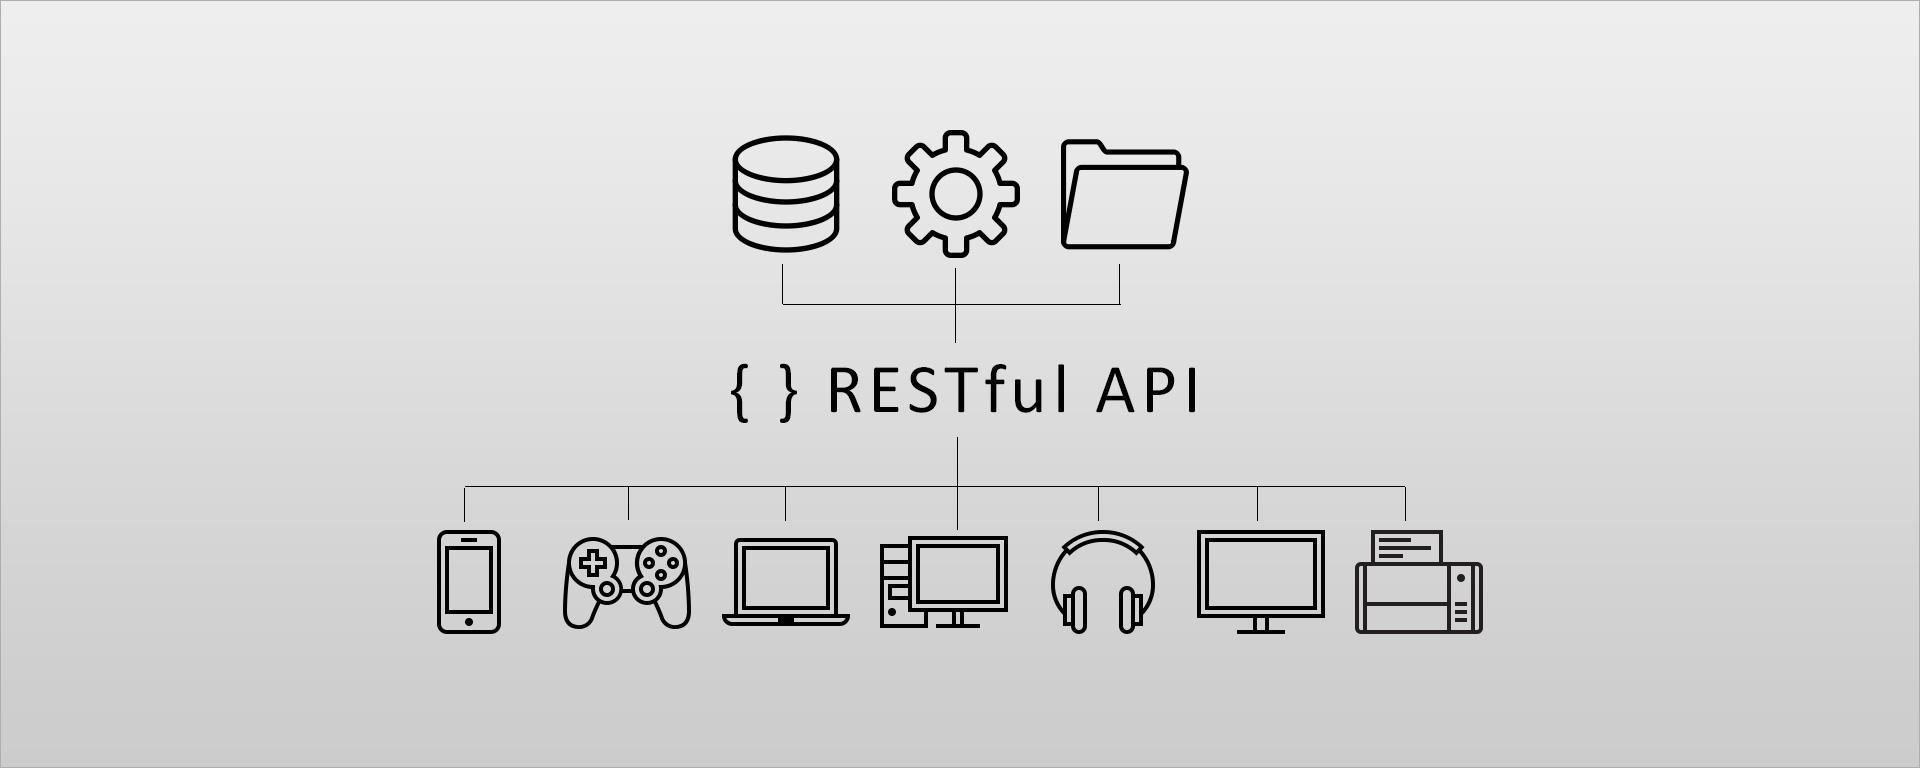 { } RESTful API